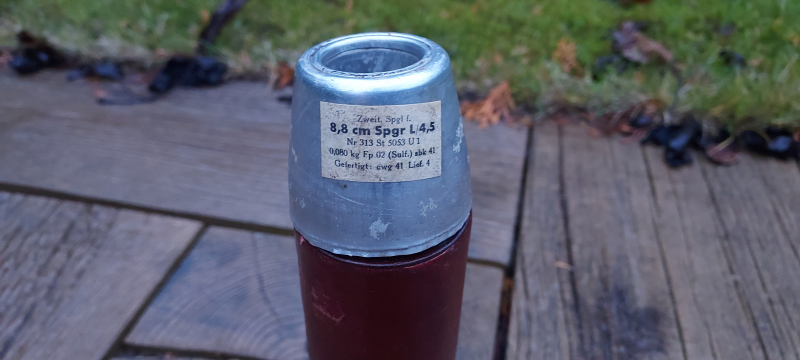 Zweit. Spgl f.
8,8 cm Spgr L/4,5
Nr 313 St 5053 U 1
0,080 kg Fp. 02 (Sulf.) sbk 41
Gefertigt: cwg 41 Lief. 4